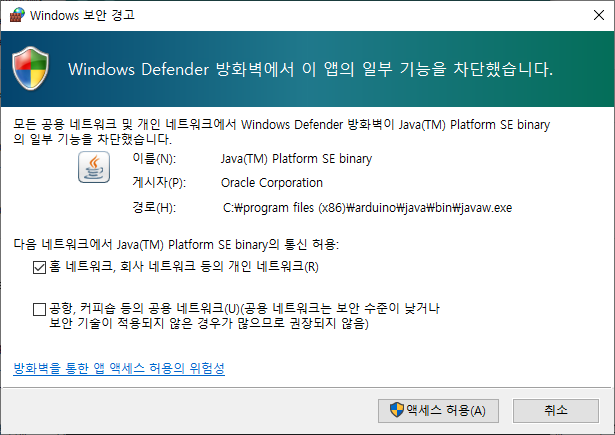 Windows 보안 경고
Windows Defender 방화벽에서 이 앱의 일부 기능을 차단했습니다.
모든 공용 네트워크 및 개인 네트워크에서 Windows Defender 방화벽이 Java(TM) Platform SE binary
의 일부 기능을 차단했습니다.
이름(N): Java(TM) Platform SE binary
게시자(P): Oracle Corporation
경로(H): C:₩program files (x86)₩arduino₩java₩bin₩javaw.exe
다음 네트워크에서 Java(TM) Platform SE binary의 통신 허용:
홈 네트워크, 회사 네트워크 등의 개인 네트워크(R)
공항, 커피숍 등의 공용 네트워크(U)(공용 네트워크는 보안 수준이 낮거나
보안 기술이 적용되지 않은 경우가 많으므로 권장되지 않음)
방화벽을 통한 앱 액세스 허용의 위험성
액세스 허용(A) 취소